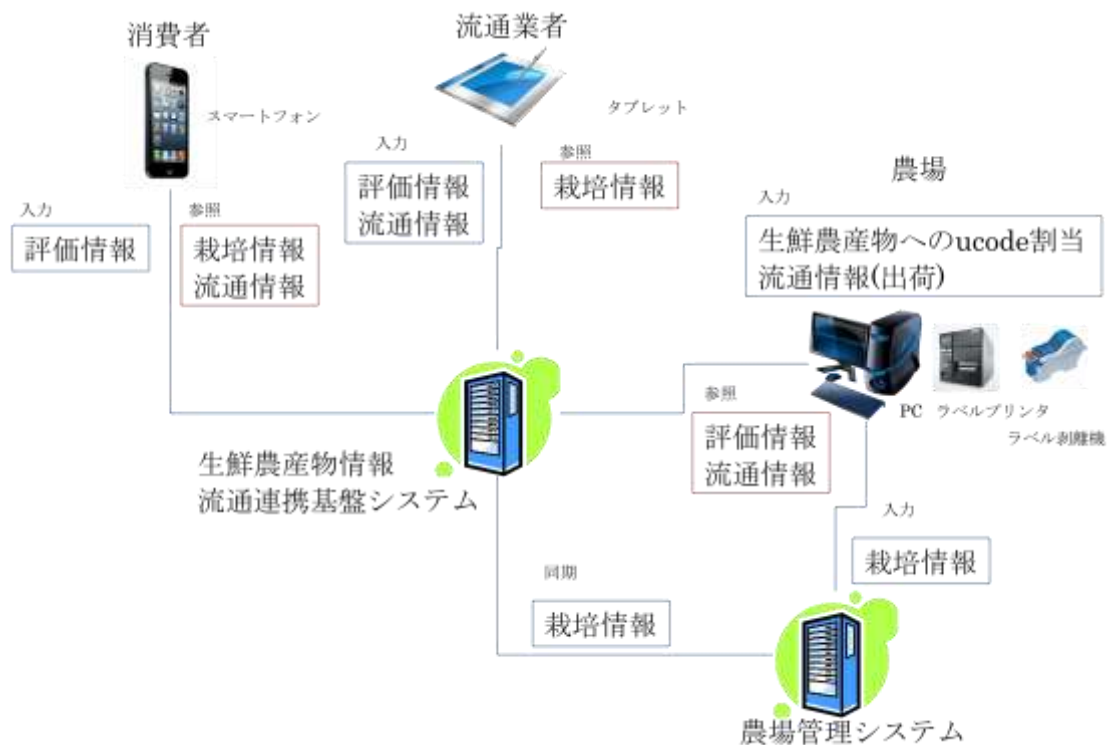 消費者
スマートフォン
入力
評価情報
参照
栽培情報
流通情報
流通業者
タブレット
入力
評価情報
流通情報
参照
栽培情報
農場
入力
生鮮農産物へのucode割当
流通情報(出荷)
PC
ラベルプリンタ
ラベル剥離機
参照
評価情報
流通情報
生鮮農産物情報
流通連携基盤システム
入力
栽培情報
同期
栽培情報
農場管理システム